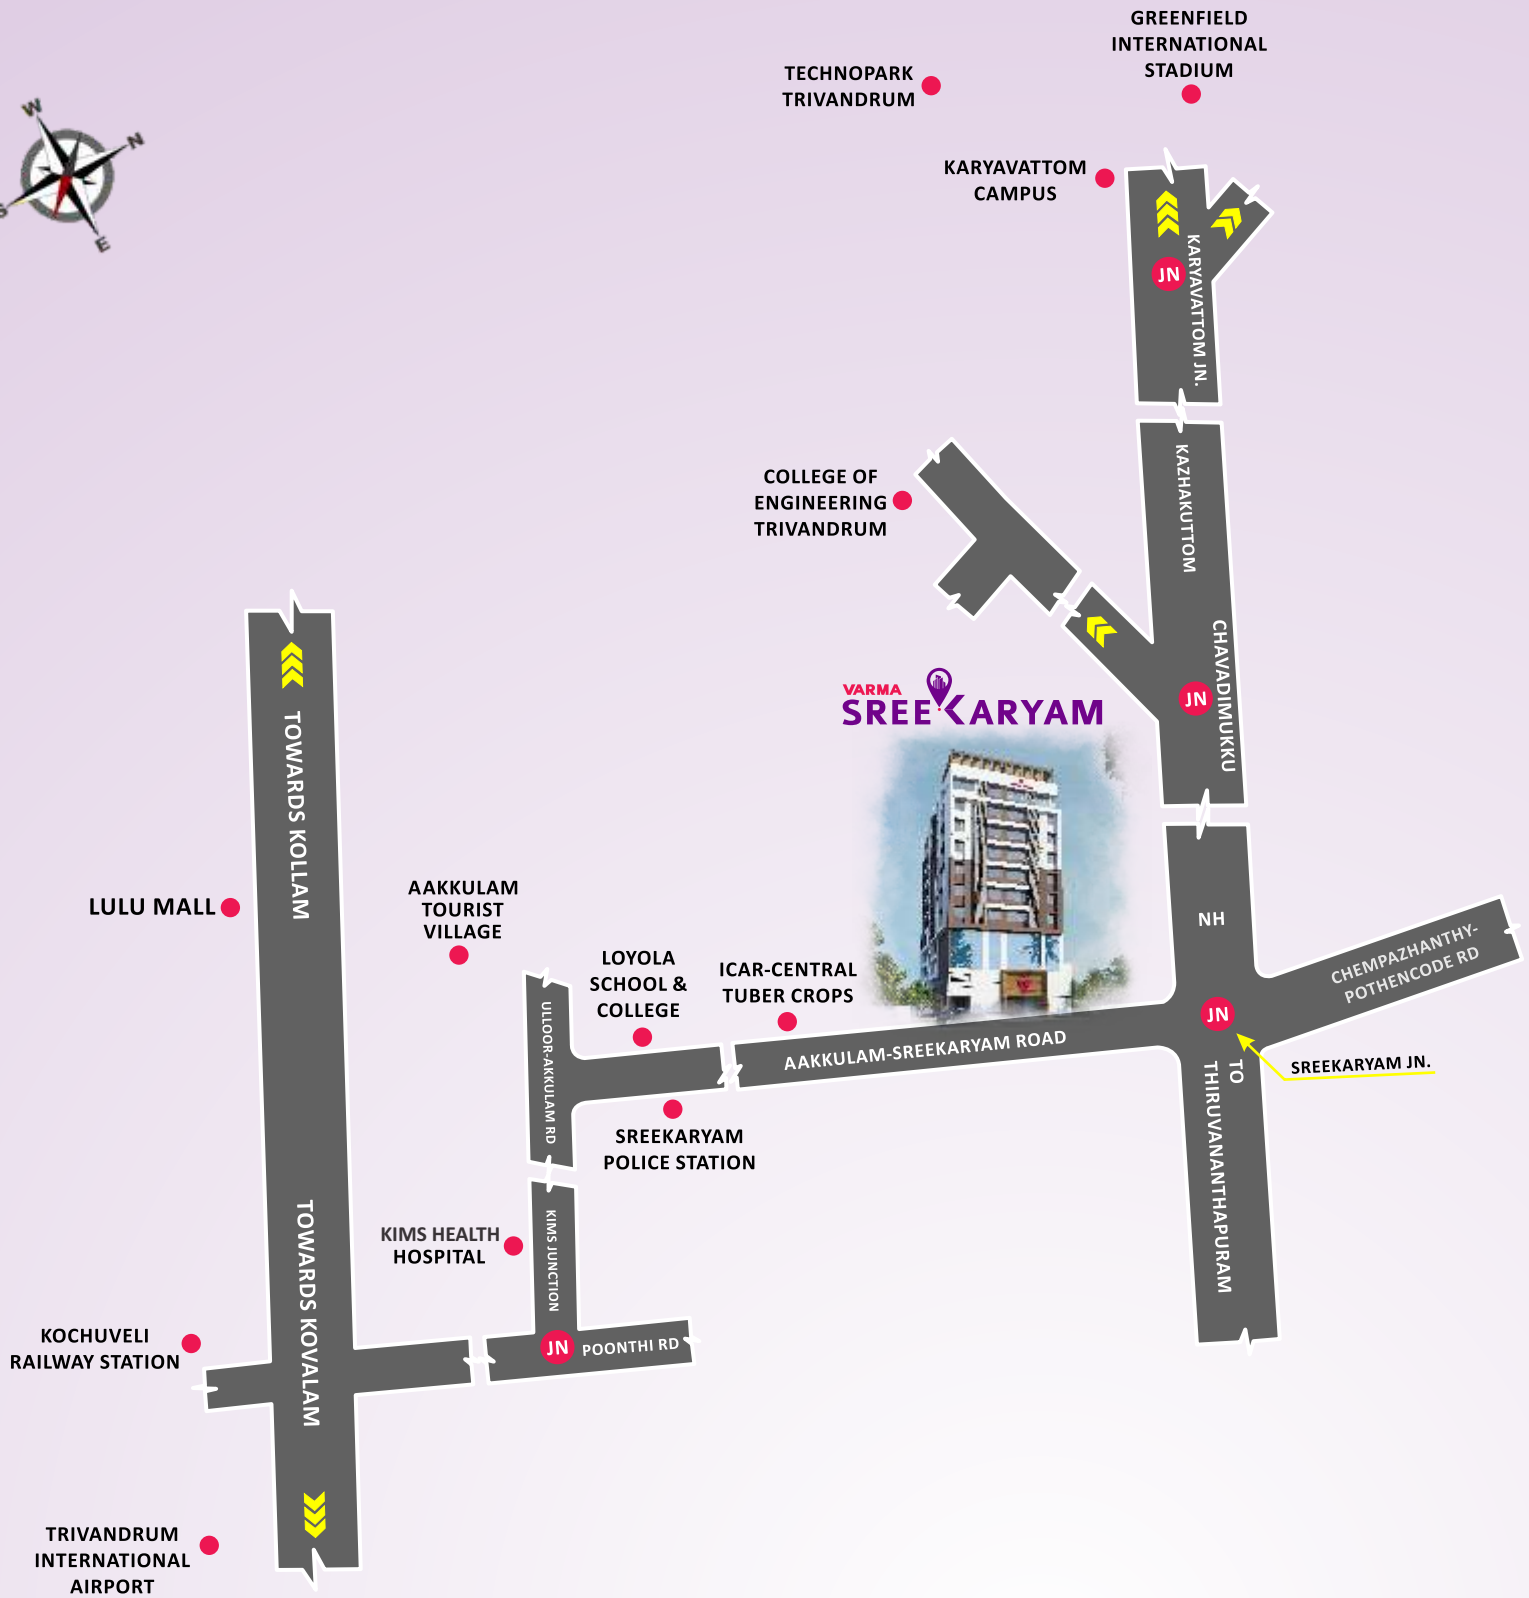 GREENFIELD
INTERNATIONAL
STADIUM
TECHNOPARK
TRIVANDRUM
W
N
S
E
KARYAVATTOM
CAMPUS
JN
KARYAVATTOM JN.
KAZHAKUTTOM
COLLEGE OF
ENGINEERING
TRIVANDRUM
CHAVADIMUKKU
JN
VARMA
SREEKARYAM
TOWARDS KOLLAM
LULU MALL
AAKKULAM
TOURIST
VILLAGE
LOYOLA
SCHOOL &
COLLEGE
ICAR-CENTRAL
TUBER CROPS
NH
CHEMPAZHANTHY-
POTHENCODE RD
JN
SREEKARYAM JN.
AAKKULAM-SREEKARYAM ROAD
ULLOOR-AKKULAM RD
TO
THIRUVANANTHAPURAM
SREEKARYAM
POLICE STATION
KIMS HEALTH
HOSPITAL
KIMS JUNCTION
TOWARDS KOVALAM
KOCHUVELI
RAILWAY STATION
JN
POONTHI RD
TRIVANDRUM
INTERNATIONAL
AIRPORT